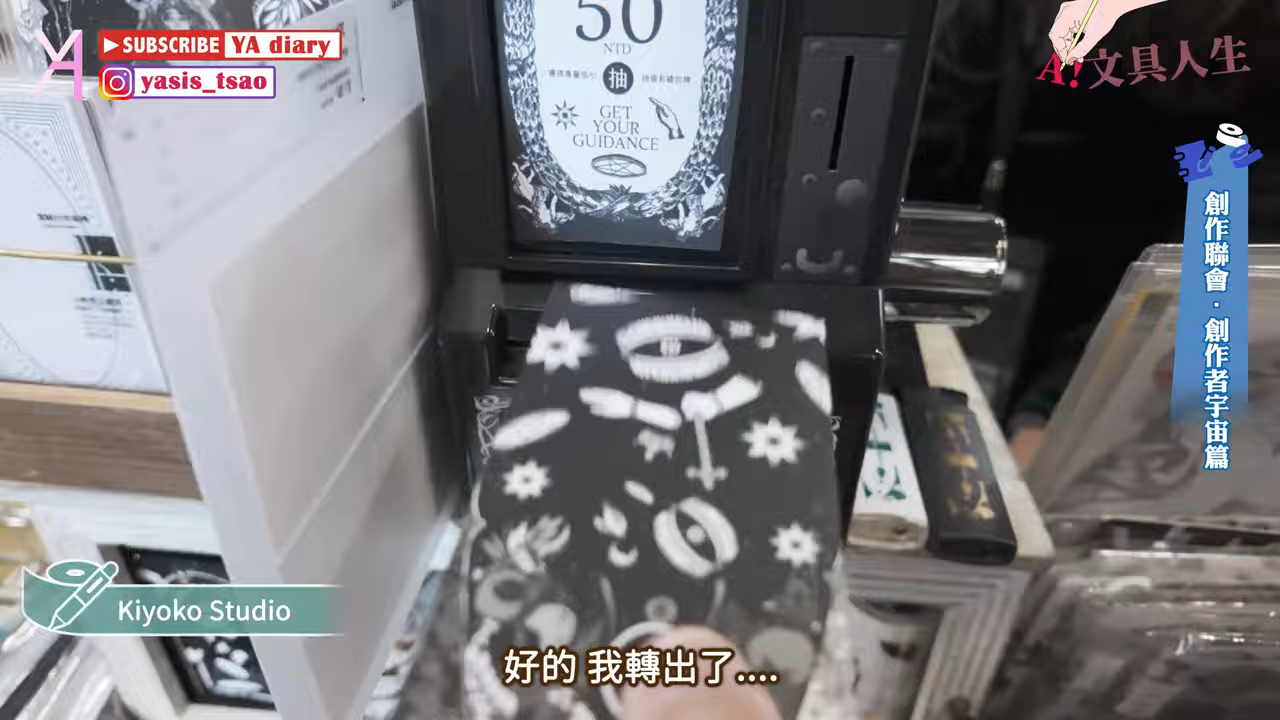 YA
SUBSCRIBE YA diary
yasis_tsao
A!文具人生
創作聯會・創作者宇宙篇
50
NTD
抽
GET
YOUR
GUIDANCE
Kiyoko Studio
好的 我轉出了....